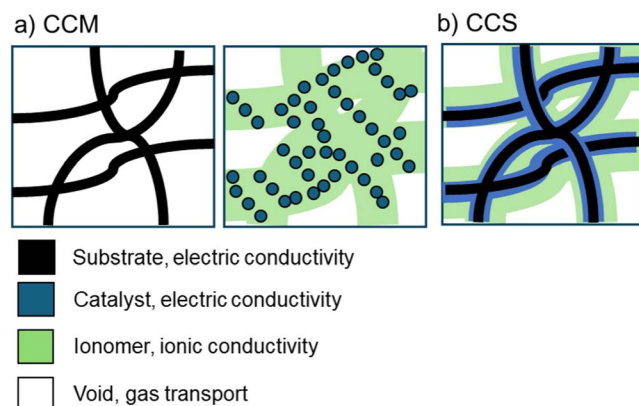 a) CCM
b) CCS
Substrate, electric conductivity
Catalyst, electric conductivity
Ionomer, ionic conductivity
Void, gas transport